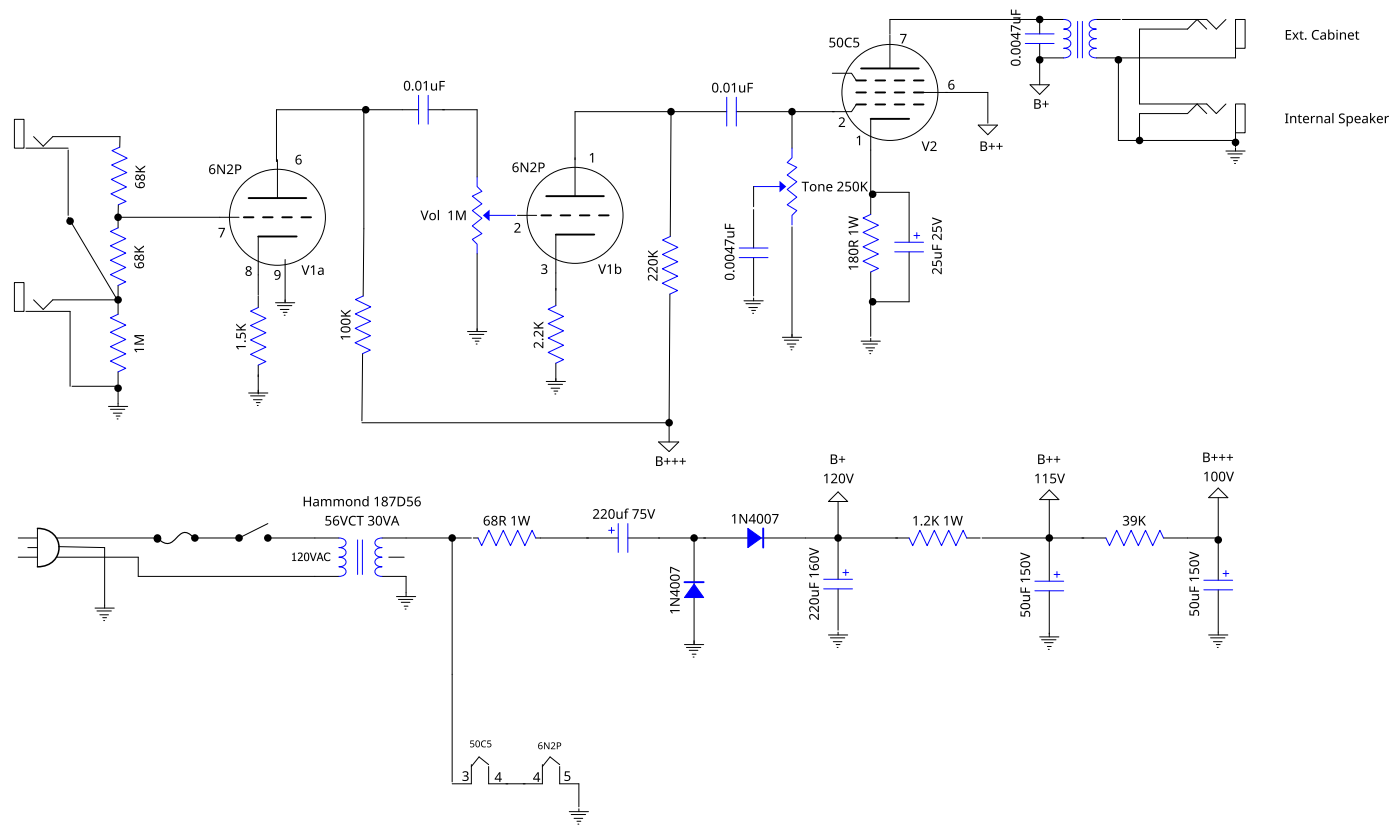 0.0047uF
50C5
7
Ext. Cabinet
0.01uF
0.01uF
6
B+
2
B++
Internal Speaker
1
V2
6N2P
6
6N2P
1
68K
Tone 250K
Vol 1M
7
2
68K
0.0047uF
180R 1W
+
25uF 25V
8
9
V1a
3
V1b
220K
1M
1.5K
100K
2.2K
B+++
B+
120V
B++
115V
B+++
100V
Hammond 187D56
56VCT 30VA
120VAC
68R 1W
220uf 75V
+
1N4007
1.2K 1W
39K
1N4007
220uF 160V
+
50uF 150V
+
50uF 150V
+
50C5
6N2P
3
4
4
5